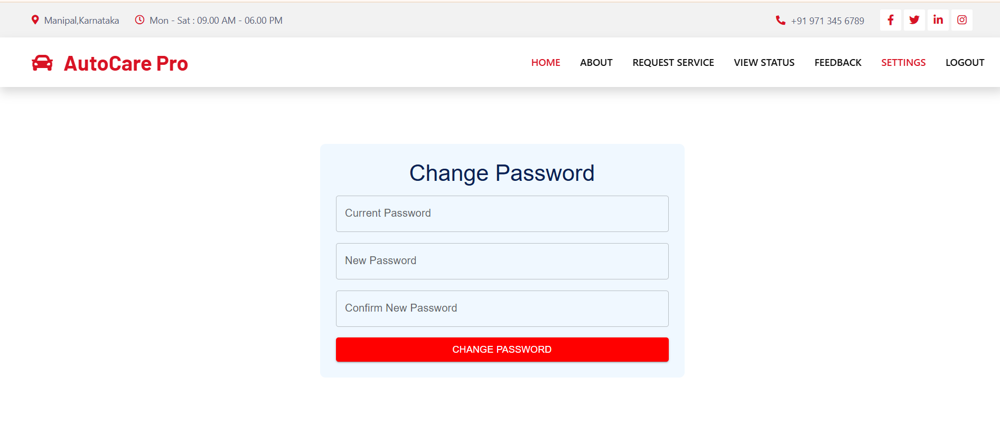 Manipal,Karnataka
Mon - Sat : 09.00 AM - 06.00 PM
+91 971 345 6789
AutoCare Pro
HOME
ABOUT
REQUEST SERVICE
VIEW STATUS
FEEDBACK
SETTINGS
LOGOUT
Change Password
Current Password
New Password
Confirm New Password
CHANGE PASSWORD